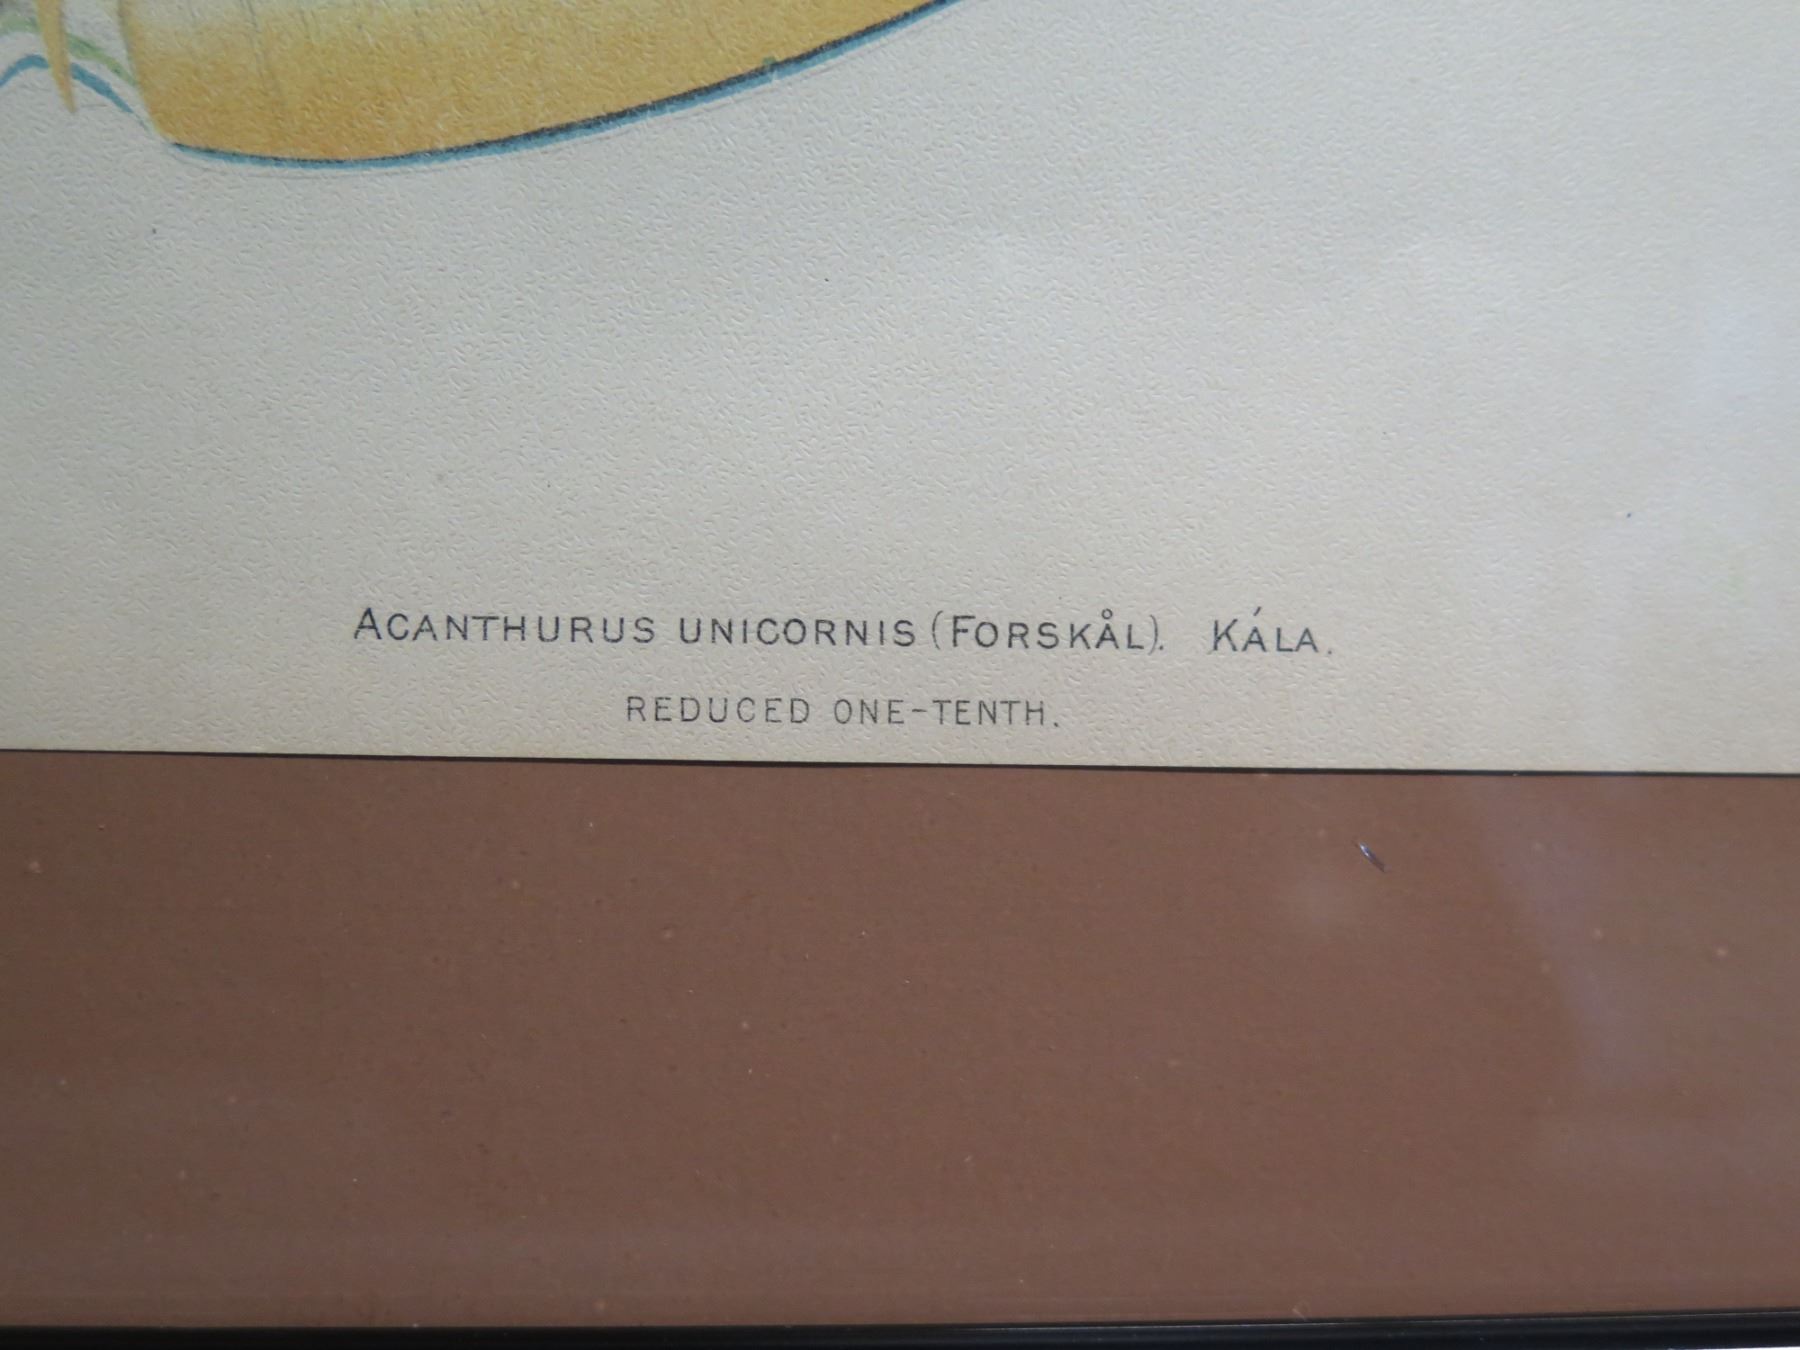 ACANTHURUS UNICORNIS (FORSKÅL). KÁLA.
REDUCED ONE-TENTH.